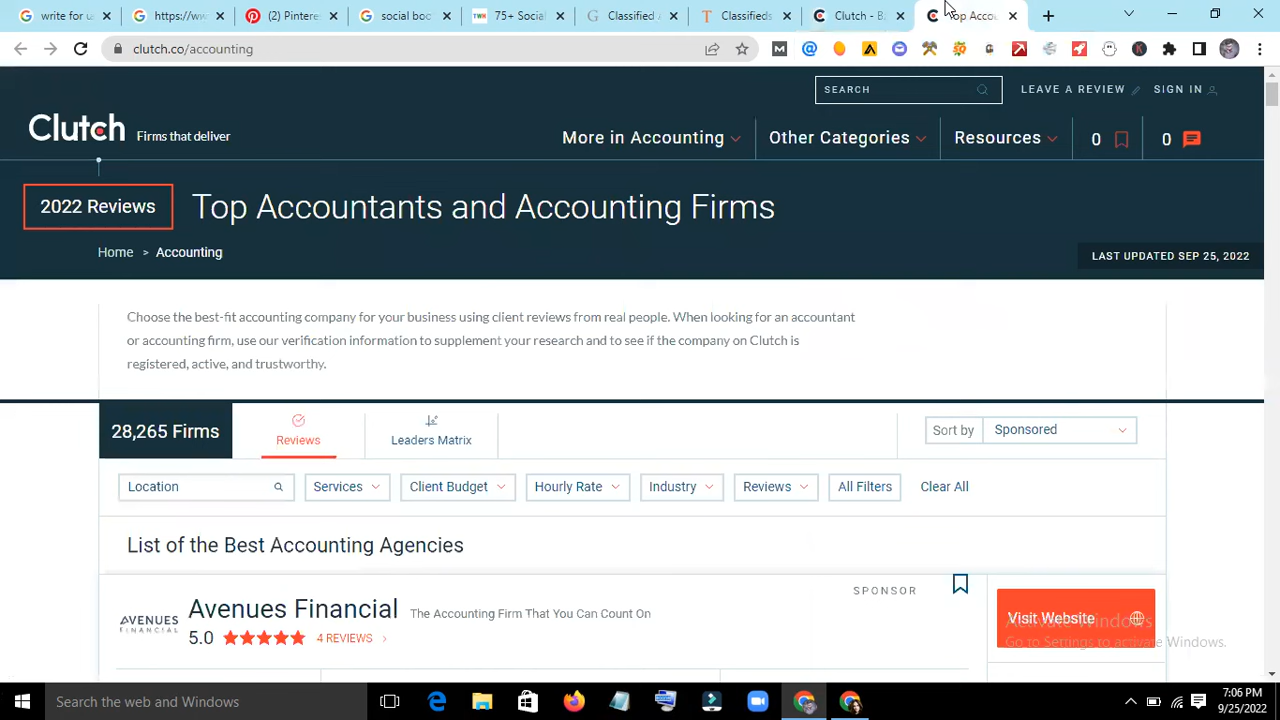 write for u
https://www
(2) Pintere
social boo
75+ Social
Classified
Classifieds
Clutch - B
Top Accou
clutch.co/accounting
SEARCH
LEAVE A REVIEW
SIGN IN
Clutch
Firms that deliver
More in Accounting
Other Categories
Resources
0
0
2022 Reviews
Top Accountants and Accounting Firms
Home > Accounting
LAST UPDATED SEP 25, 2022
Choose the best-fit accounting company for your business using client reviews from real people. When looking for an accountant
or accounting firm, use our verification information to supplement your research and to see if the company on Clutch is
registered, active, and trustworthy.
28,265 Firms
Reviews
Leaders Matrix
Sort by
Sponsored
Location
Services
Client Budget
Hourly Rate
Industry
Reviews
All Filters
Clear All
List of the Best Accounting Agencies
SPONSOR
AVENUES
FINANCIAL
Avenues Financial
The Accounting Firm That You Can Count On
5.0
4 REVIEWS >
Visit Website
Activate Windows
Go to Settings to activate Windows.
Search the web and Windows
7:06 PM
9/25/2022